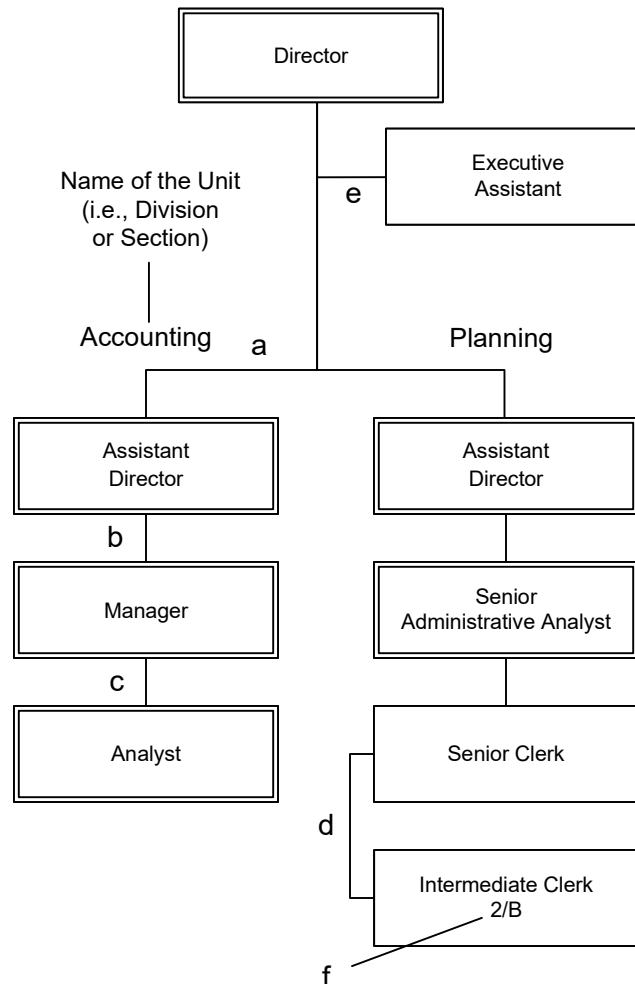 Director
Executive
Assistant
e
Name of the Unit
(i.e., Division
or Section)
Accounting
a
Planning
Assistant
Director
Assistant
Director
b
Manager
Senior
Administrative Analyst
c
Analyst
Senior Clerk
d
Intermediate Clerk
2/B
f